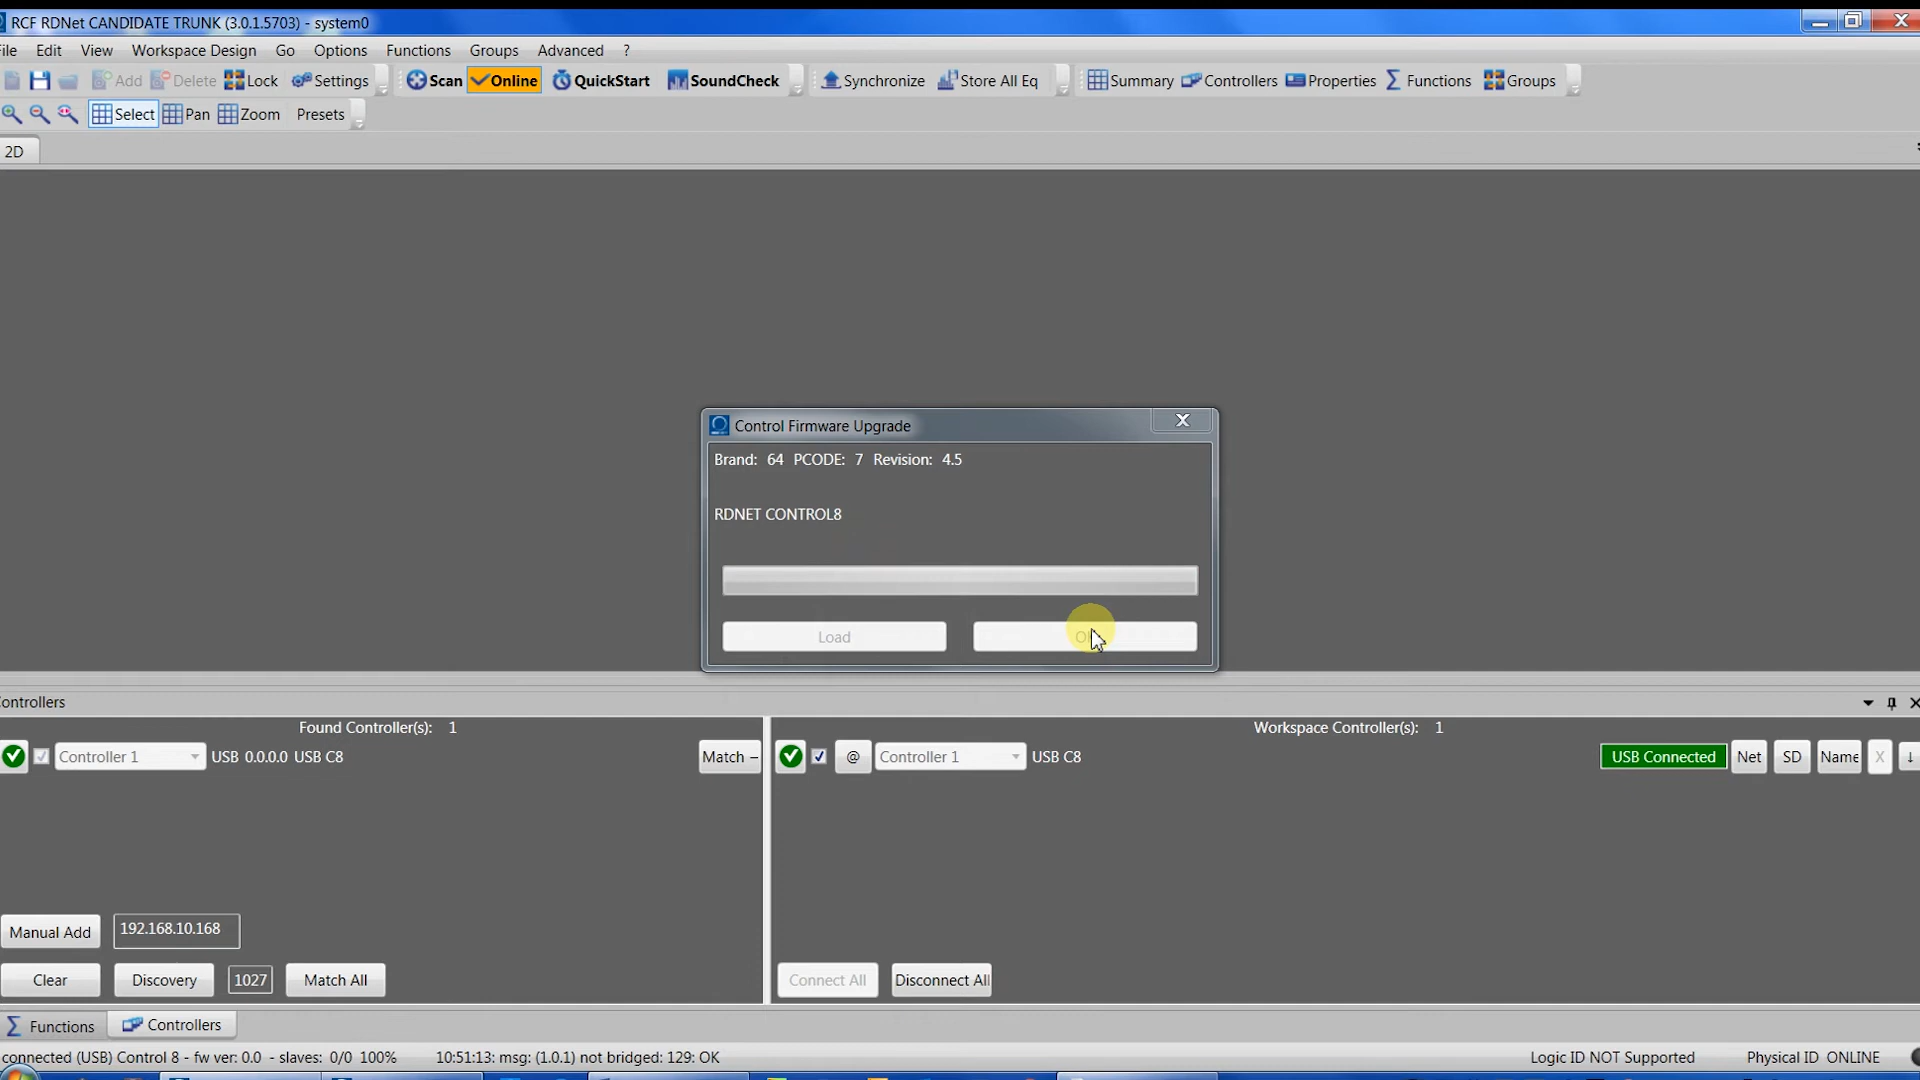 RCF RDNet CANDIDATE TRUNK (3.0.1.5703) - system0
ile Edit View Workspace Design Go Options Functions Groups Advanced ?
Add Delete Lock Settings Scan Online QuickStart SoundCheck Synchronize Store All Eq Summary Controllers Properties Functions Groups
Select Pan Zoom Presets
2D
Control Firmware Upgrade
Brand: 64 PCODE: 7 Revision: 4.5
RDNET CONTROL8
Load
ontrollers
Found Controller(s): 1
Workspace Controller(s): 1
Controller 1 USB 0.0.0.0 USB C8 Match –
@ Controller 1 USB C8 USB Connected Net SD Name X ↓
Manual Add 192.168.10.168
Clear Discovery 1027 Match All
Connect All Disconnect All
Functions Controllers
connected (USB) Control 8 - fw ver: 0.0 - slaves: 0/0 100% 10:51:13: msg: (1.0.1) not bridged: 129: OK Logic ID NOT Supported Physical ID ONLINE